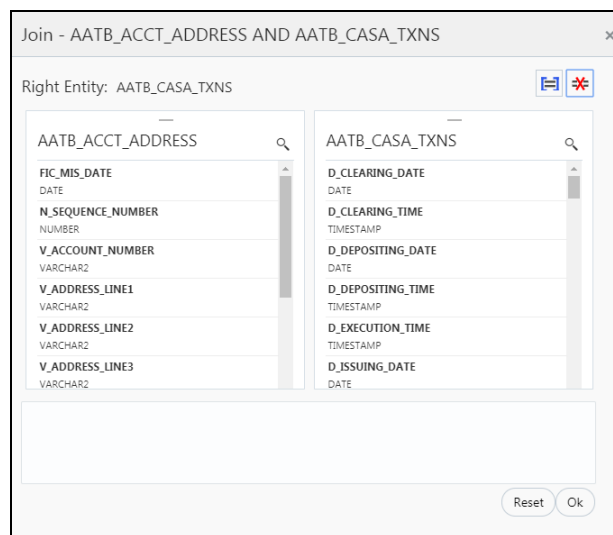 Join - AATB_ACCT_ADDRESS AND AATB_CASA_TXNS
Right Entity: AATB_CASA_TXNS
AATB_ACCT_ADDRESS
FIC_MIS_DATE
DATE
N_SEQUENCE_NUMBER
NUMBER
V_ACCOUNT_NUMBER
VARCHAR2
V_ADDRESS_LINE1
VARCHAR2
V_ADDRESS_LINE2
VARCHAR2
V_ADDRESS_LINE3
VARCHAR2
AATB_CASA_TXNS
D_CLEARING_DATE
DATE
D_CLEARING_TIME
TIMESTAMP
D_DEPOSITING_DATE
DATE
D_DEPOSITING_TIME
TIMESTAMP
D_EXECUTION_TIME
TIMESTAMP
D_ISSUING_DATE
DATE
Reset Ok